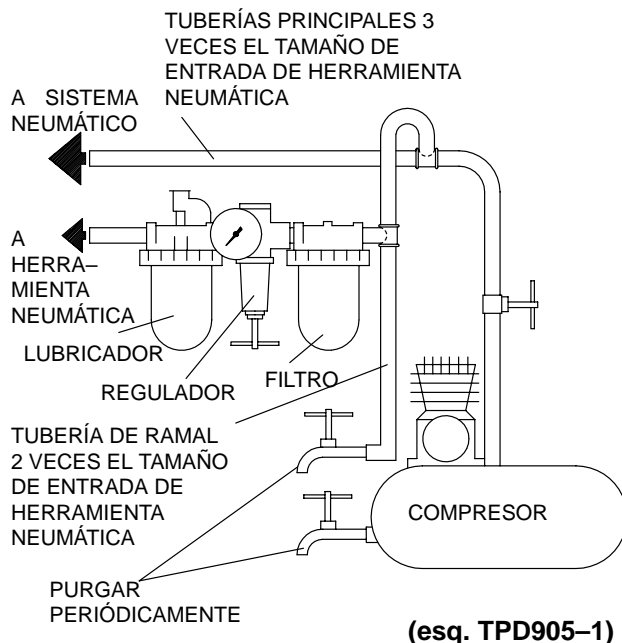 TUBERÍAS PRINCIPALES 3
VECES EL TAMAÑO DE
ENTRADA DE HERRAMIENTA
NEUMÁTICA
A SISTEMA
NEUMÁTICO
A
HERRA–
MIENTA
NEUMÁTICA
LUBRICADOR
REGULADOR
FILTRO
TUBERÍA DE RAMAL
2 VECES EL TAMAÑO
DE ENTRADA DE
HERRAMIENTA
NEUMÁTICA
COMPRESOR
PURGAR
PERIÓDICAMENTE
(esq. TPD905–1)